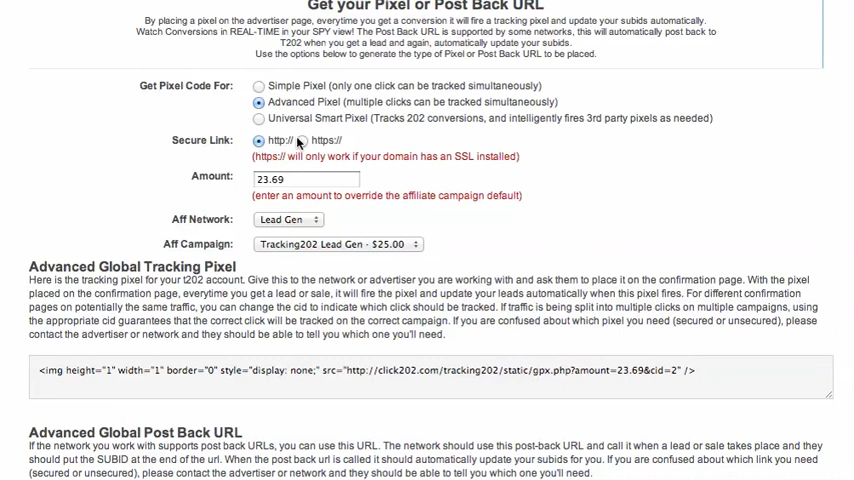 Get your Pixel or Post Back URL
By placing a pixel on the advertiser page, everytime you get a conversion it will fire a tracking pixel and update your subids automatically.
Watch Conversions in REAL-TIME in your SPY view! The Post Back URL is supported by some networks, this will automatically post back to
T202 when you get a lead and again, automatically update your subids.
Use the options below to generate the type of Pixel or Post Back URL to be placed.
Get Pixel Code For:
Simple Pixel (only one click can be tracked simultaneously)
Advanced Pixel (multiple clicks can be tracked simultaneously)
Universal Smart Pixel (Tracks 202 conversions, and intelligently fires 3rd party pixels as needed)
Secure Link: http:// https://
(https:// will only work if your domain has an SSL installed)
Amount: 23.69
(enter an amount to override the affiliate campaign default)
Aff Network: Lead Gen
Aff Campaign: Tracking202 Lead Gen - $25.00
Advanced Global Tracking Pixel
Here is the tracking pixel for your t202 account. Give this to the network or advertiser you are working with and ask them to place it on the confirmation page. With the pixel
placed on the confirmation page, everytime you get a lead or sale, it will fire the pixel and update your leads automatically when this pixel fires. For different confirmation
pages on potentially the same traffic, you can change the cid to indicate which click should be tracked. If traffic is being split into multiple clicks on multiple campaigns, using
the appropriate cid guarantees that the correct click will be tracked on the correct campaign. If you are confused about which pixel you need (secured or unsecured), please
contact the advertiser or network and they should be able to tell you which one you'll need.
<img height="1" width="1" border="0" style="display: none;" src="http://click202.com/tracking202/static/gpx.php?amount=23.69&cid=2" />
Advanced Global Post Back URL
If the network you work with supports post back URLs, you can use this URL. The network should use this post-back URL and call it when a lead or sale takes place and they
should put the SUBID at the end of the url. When the post back url is called it should automatically update your subids for you. If you are confused about which link you need
(secured or unsecured), please contact the advertiser or network and they should be able to tell you which one you'll need.